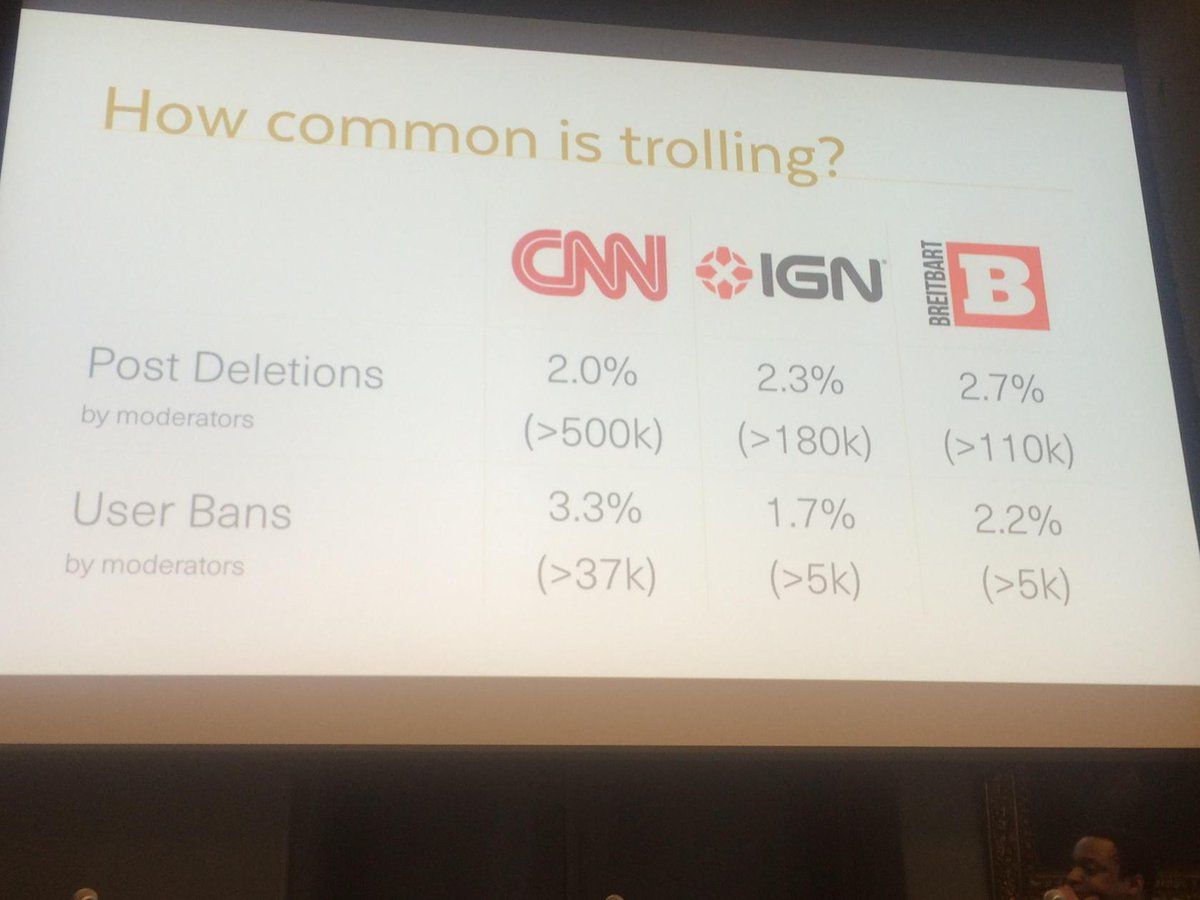 How common is trolling?
CNN IGN BREITBART B
Post Deletions 2.0% 2.3% 2.7%
by moderators (>500k) (>180k) (>110k)
User Bans 3.3% 1.7% 2.2%
by moderators (>37k) (>5k) (>5k)